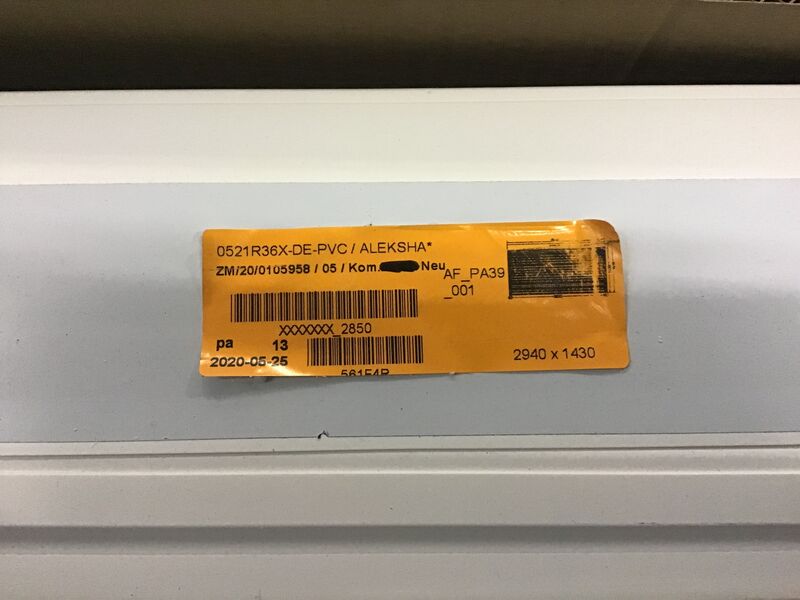 0521R36X-DE-PVC / ALEKSHA*
ZM/20/0105958 / 05 / Kom. Neu
AF_PA39
_001
XXXXXXX_2850
pa 13
2020-05-25
561F4R
2940 x 1430